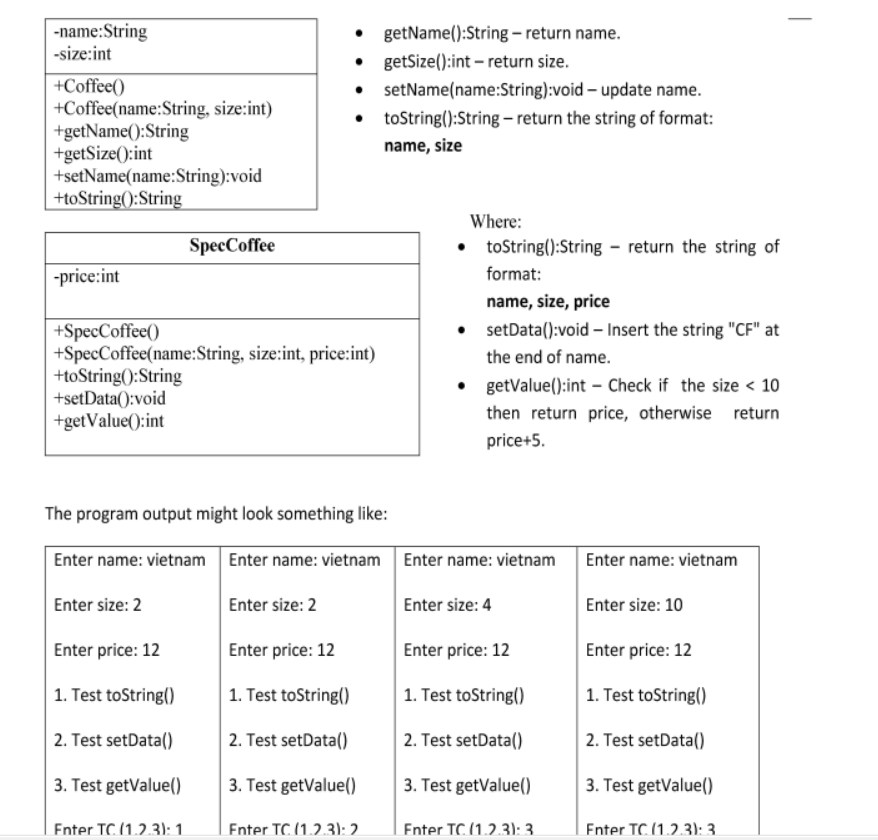 -name:String
-size:int
+Coffee()
+Coffee(name:String, size:int)
+getName():String
+getSize():int
+setName(name:String):void
+toString():String
• getName():String – return name.
• getSize():int – return size.
• setName(name:String):void – update name.
• toString():String – return the string of format:
name, size
SpecCoffee
-price:int
+SpecCoffee()
+SpecCoffee(name:String, size:int, price:int)
+toString():String
+setData():void
+getValue():int
Where:
• toString():String – return the string of
format:
name, size, price
• setData():void – Insert the string "CF" at
the end of name.
• getValue():int – Check if the size < 10
then return price, otherwise return
price+5.
The program output might look something like:
Enter name: vietnam
Enter size: 2
Enter price: 12
1. Test toString()
2. Test setData()
3. Test getValue()
Enter TC (1,2,3): 1
Enter name: vietnam
Enter size: 2
Enter price: 12
1. Test toString()
2. Test setData()
3. Test getValue()
Enter TC (1,2,3): 2
Enter name: vietnam
Enter size: 4
Enter price: 12
1. Test toString()
2. Test setData()
3. Test getValue()
Enter TC (1,2,3): 3
Enter name: vietnam
Enter size: 10
Enter price: 12
1. Test toString()
2. Test setData()
3. Test getValue()
Enter TC (1,2,3): 3